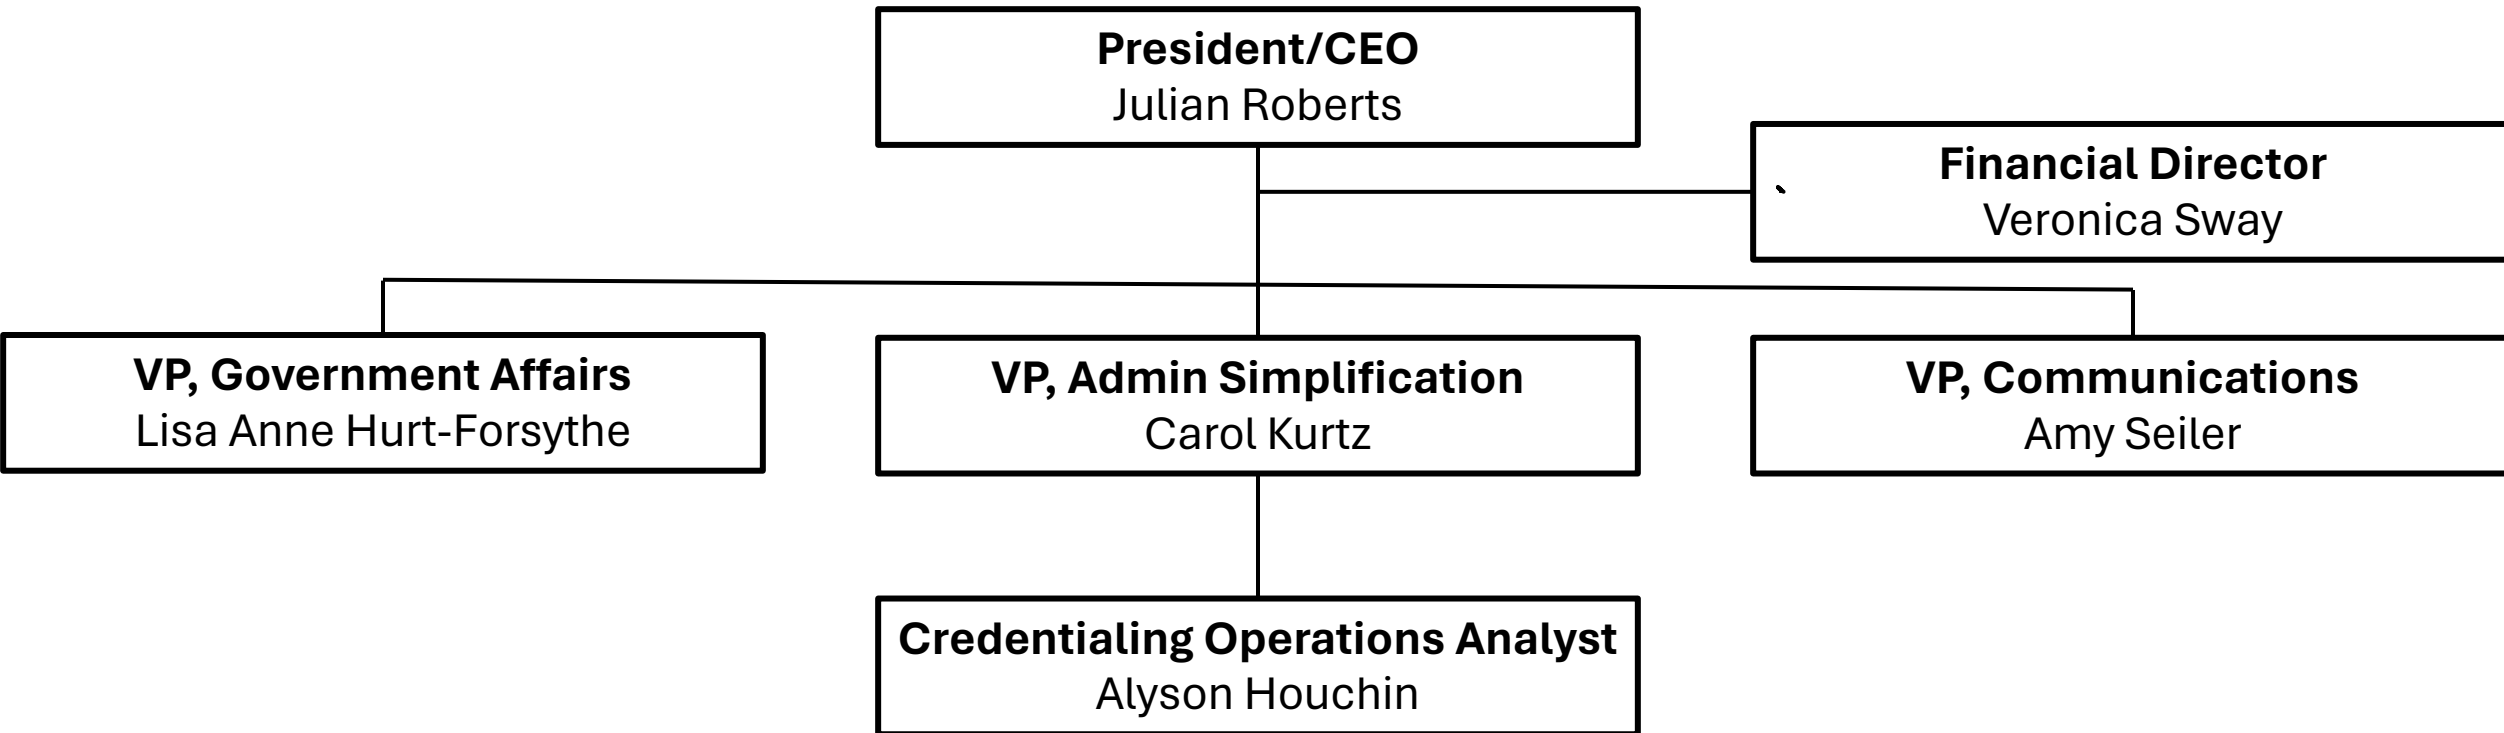 President/CEO
Julian Roberts
Financial Director
Veronica Sway
VP, Government Affairs
Lisa Anne Hurt-Forsythe
VP, Admin Simplification
Carol Kurtz
VP, Communications
Amy Seiler
Credentialing Operations Analyst
Alyson Houchin